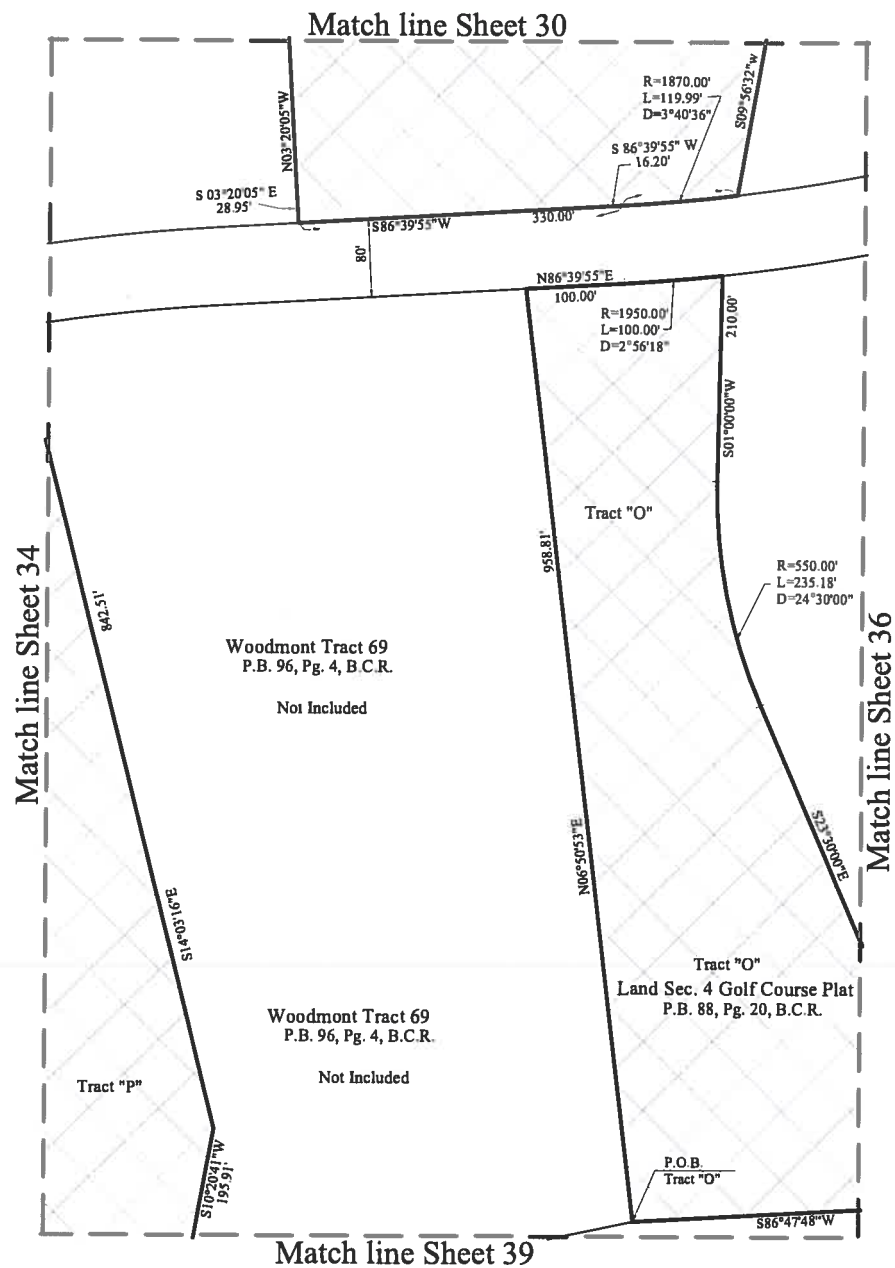 Match line Sheet 30
N03°20'05"W
R=1870.00'
L=119.99'
D=3°40'36"
S09°56'32"w
S 86°39'55" W
16.20'
S 03°20'05" E
28.95'
S86°39'55"W
330.00'
80'
N86°39'55"E
100.00'
R=1950.00'
L=100.00'
D=2°56'18"
210.00'
S01°00'00"W
Tract "O"
958.81'
Match line Sheet 34
842.51'
R=550.00'
L=235.18'
D=24°30'00"
Match line Sheet 36
Woodmont Tract 69
P.B. 96, Pg. 4, B.C.R.
Not Included
S23°30'00"E
N06°50'53"E
S14°03'16"E
Tract "O"
Land Sec. 4 Golf Course Plat
P.B. 88, Pg. 20, B.C.R.
Woodmont Tract 69
P.B. 96, Pg. 4, B.C.R.
Not Included
Tract "P"
S10°20'41"W
195.91'
P.O.B.
Tract "O"
S86°47'48"W
Match line Sheet 39